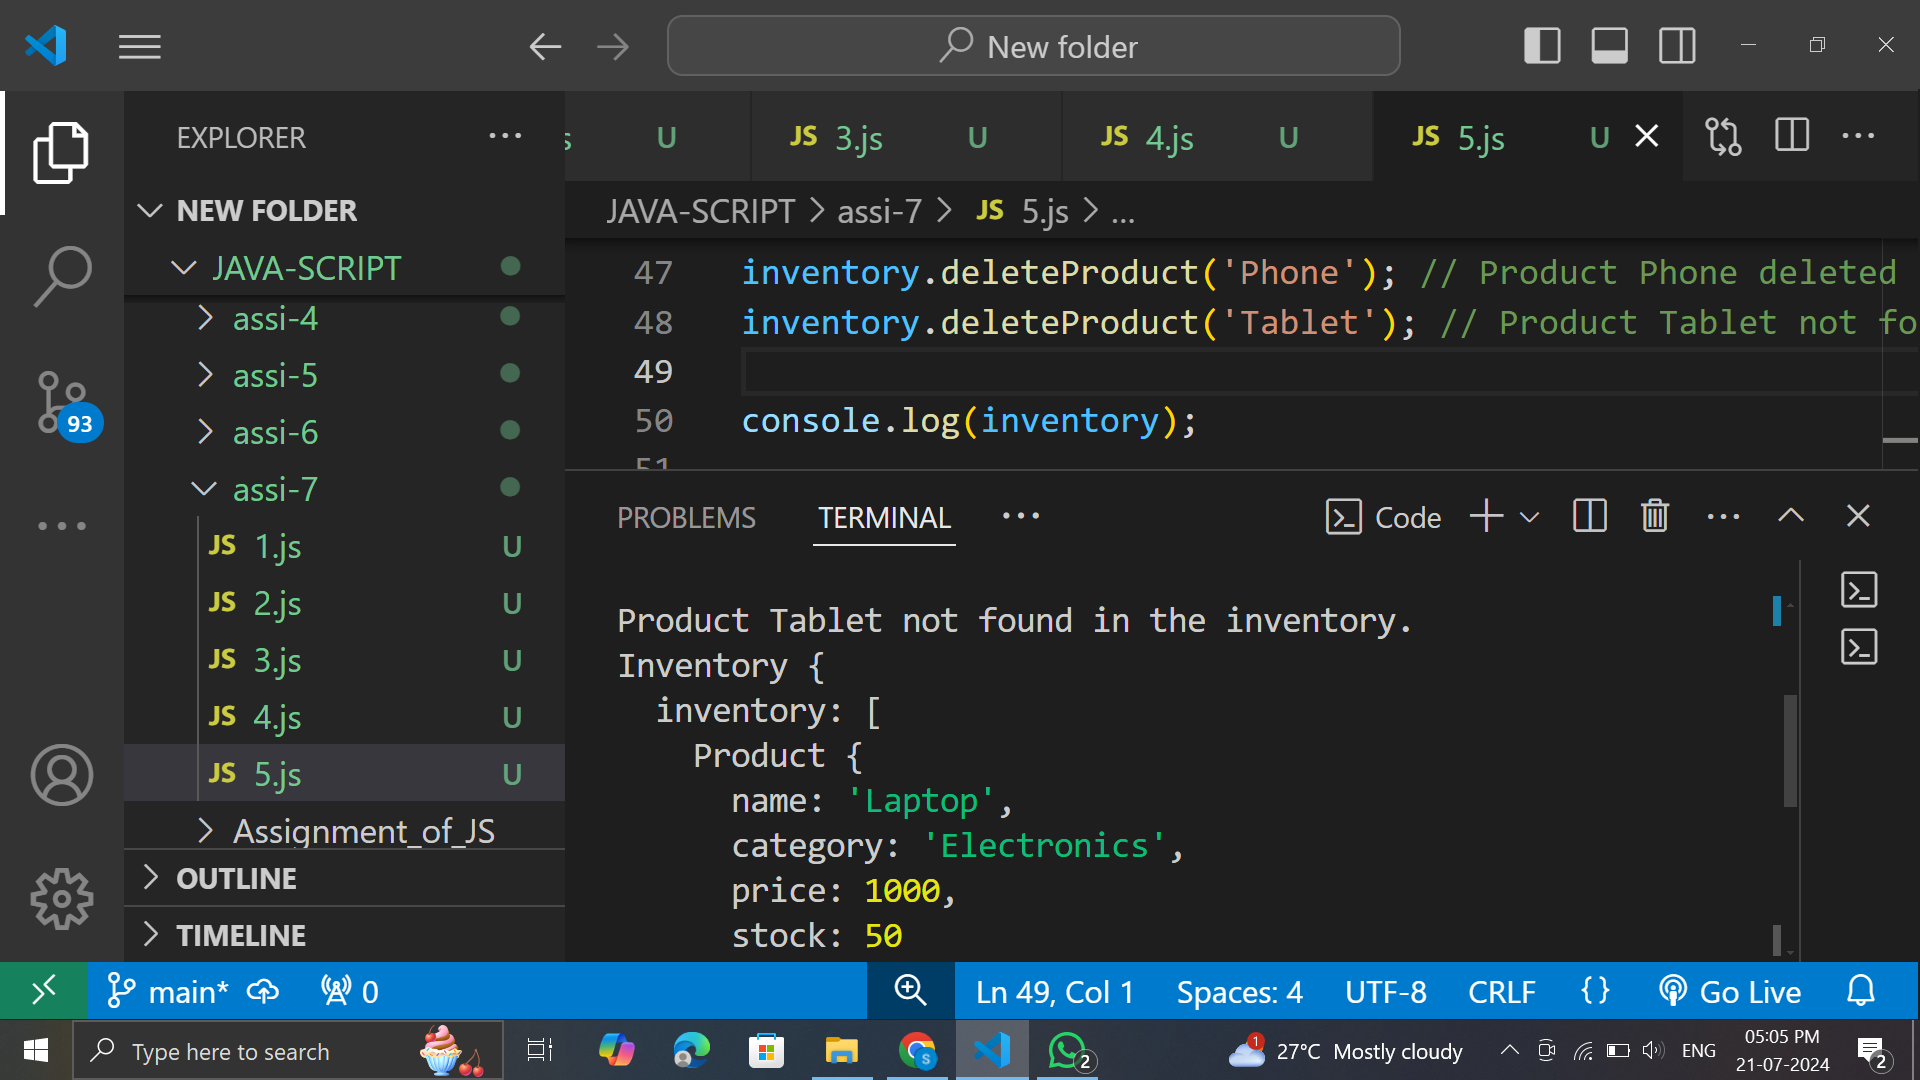 New folder
EXPLORER
NEW FOLDER
JAVA-SCRIPT
assi-4
assi-5
assi-6
assi-7
JS 1.js U
JS 2.js U
JS 3.js U
JS 4.js U
JS 5.js U
Assignment_of_JS
OUTLINE
TIMELINE
93
s U
JS 3.js U
JS 4.js U
JS 5.js U
JAVA-SCRIPT > assi-7 > JS 5.js > ...
47 inventory.deleteProduct('Phone'); // Product Phone deleted
48 inventory.deleteProduct('Tablet'); // Product Tablet not fo
49
50 console.log(inventory);
51
PROBLEMS TERMINAL Code
Product Tablet not found in the inventory.
Inventory {
inventory: [
Product {
name: 'Laptop',
category: 'Electronics',
price: 1000,
stock: 50
main* 0 Ln 49, Col 1 Spaces: 4 UTF-8 CRLF {} Go Live
Type here to search
S
2
1
27°C Mostly cloudy
ENG
05:05 PM
21-07-2024
2